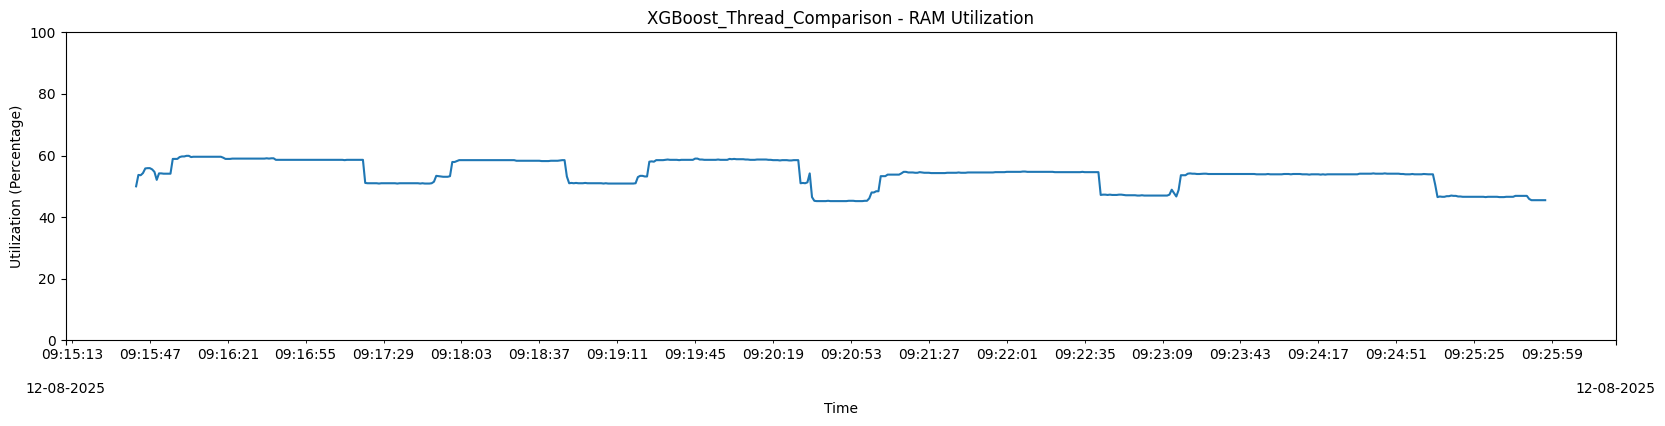 XGBoost_Thread_Comparison - RAM Utilization
100
80
60
40
20
0
Utilization (Percentage)
09:15:13 09:15:47 09:16:21 09:16:55 09:17:29 09:18:03 09:18:37 09:19:11 09:19:45 09:20:19 09:20:53 09:21:27 09:22:01 09:22:35 09:23:09 09:23:43 09:24:17 09:24:51 09:25:25 09:25:59
12-08-2025 12-08-2025
Time